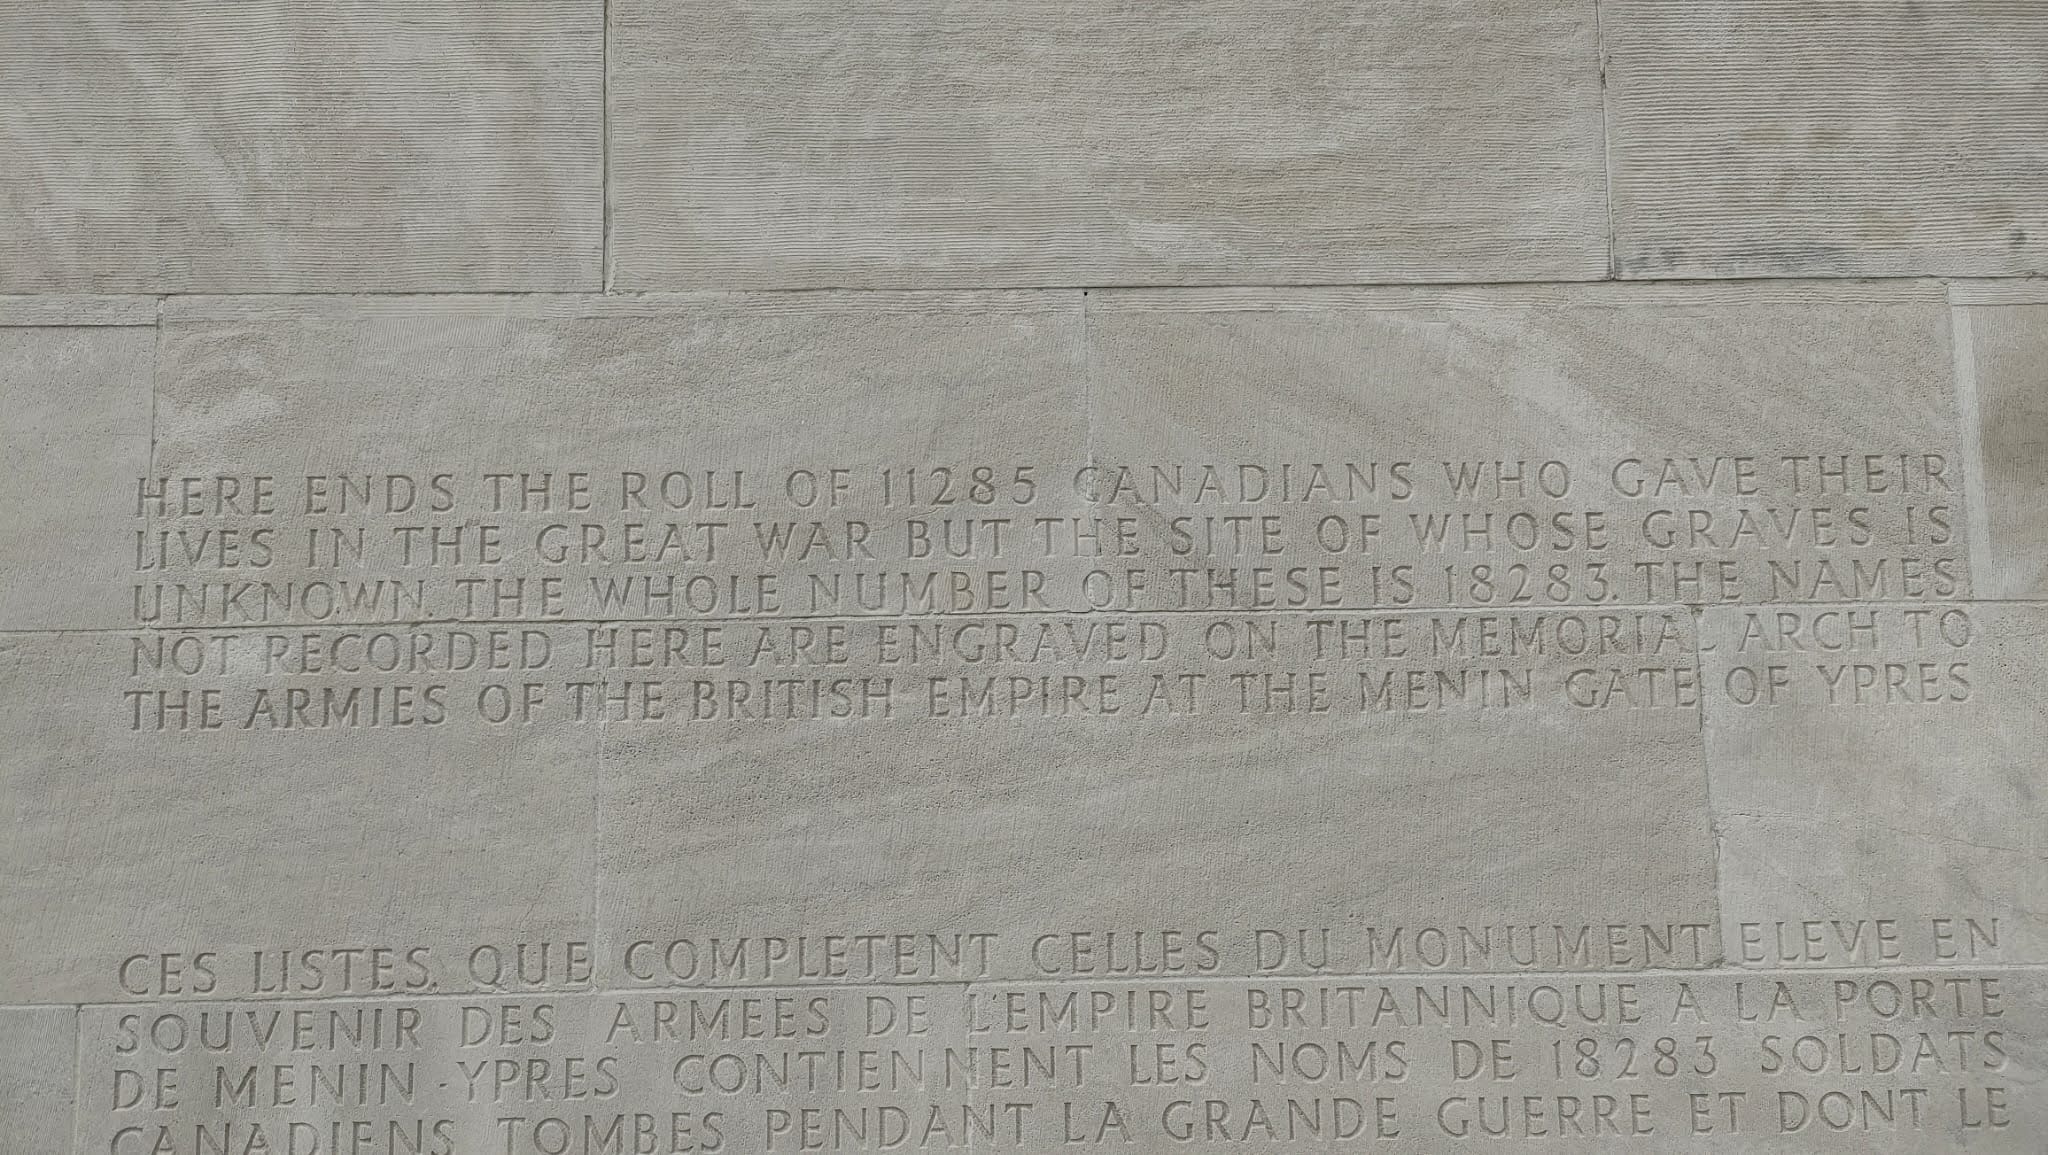 HERE ENDS THE ROLL OF 11285 CANADIANS WHO GAVE THEIR
LIVES IN THE GREAT WAR BUT THE SITE OF WHOSE GRAVES IS
UNKNOWN. THE WHOLE NUMBER OF THESE IS 18283. THE NAMES
NOT RECORDED HERE ARE ENGRAVED ON THE MEMORIAL ARCH TO
THE ARMIES OF THE BRITISH EMPIRE AT THE MENIN GATE OF YPRES
CES LISTES, QUE COMPLETENT CELLES DU MONUMENT ELEVE EN
SOUVENIR DES ARMEES DE L'EMPIRE BRITANNIQUE A LA PORTE
DE MENIN - YPRES CONTIENNENT LES NOMS DE 18283 SOLDATS
CANADIENS TOMBES PENDANT LA GRANDE GUERRE ET DONT LE